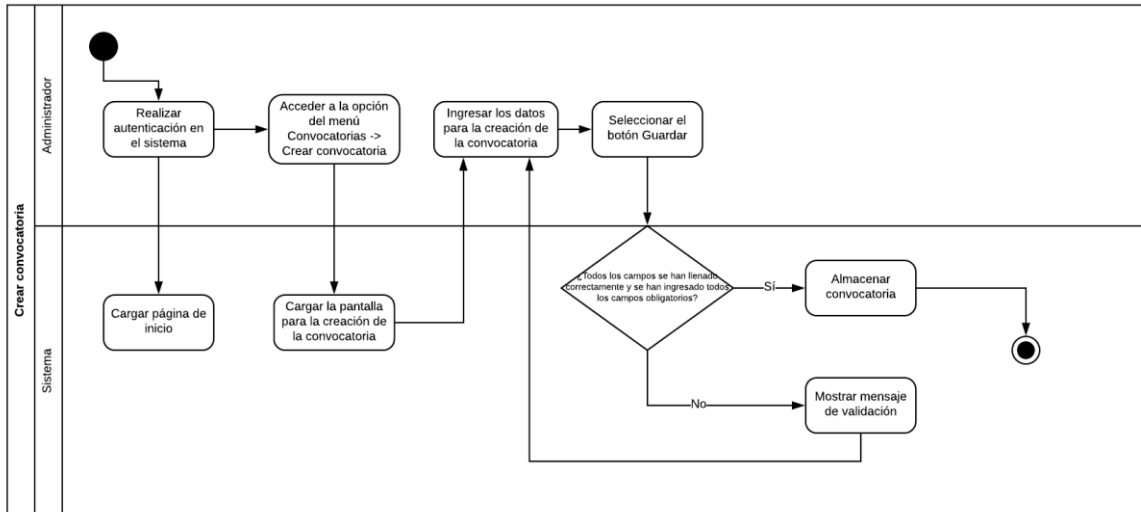 Crear convocatoria
Administrador
Realizar
autenticación en
el sistema
Acceder a la opción
del menú
Convocatorias ->
Crear convocatoria
Ingresar los datos
para la creación de
la convocatoria
Seleccionar el
botón Guardar
Sistema
Cargar página de
inicio
Cargar la pantalla
para la creación de
la convocatoria
¿Todos los campos se han llenado
correctamente y se han ingresado todos
los campos obligatorios?
Sí
Almacenar
convocatoria
No
Mostrar mensaje
de validación